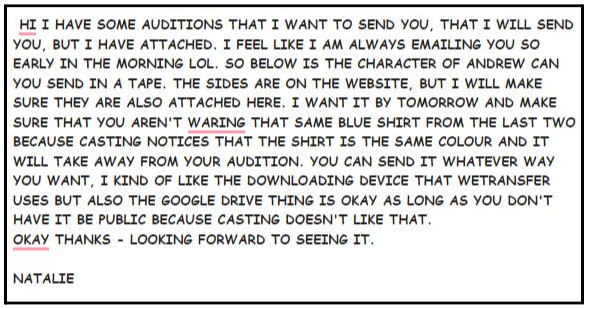 HI I HAVE SOME AUDITIONS THAT I WANT TO SEND YOU, THAT I WILL SEND
YOU, BUT I HAVE ATTACHED. I FEEL LIKE I AM ALWAYS EMAILING YOU SO
EARLY IN THE MORNING LOL. SO BELOW IS THE CHARACTER OF ANDREW CAN
YOU SEND IN A TAPE. THE SIDES ARE ON THE WEBSITE, BUT I WILL MAKE
SURE THEY ARE ALSO ATTACHED HERE. I WANT IT BY TOMORROW AND MAKE
SURE THAT YOU AREN'T WARING THAT SAME BLUE SHIRT FROM THE LAST TWO
BECAUSE CASTING NOTICES THAT THE SHIRT IS THE SAME COLOUR AND IT
WILL TAKE AWAY FROM YOUR AUDITION. YOU CAN SEND IT WHATEVER WAY
YOU WANT, I KIND OF LIKE THE DOWNLOADING DEVICE THAT WETRANSFER
USES BUT ALSO THE GOOGLE DRIVE THING IS OKAY AS LONG AS YOU DON'T
HAVE IT BE PUBLIC BECAUSE CASTING DOESN'T LIKE THAT.
OKAY THANKS - LOOKING FORWARD TO SEEING IT.
NATALIE